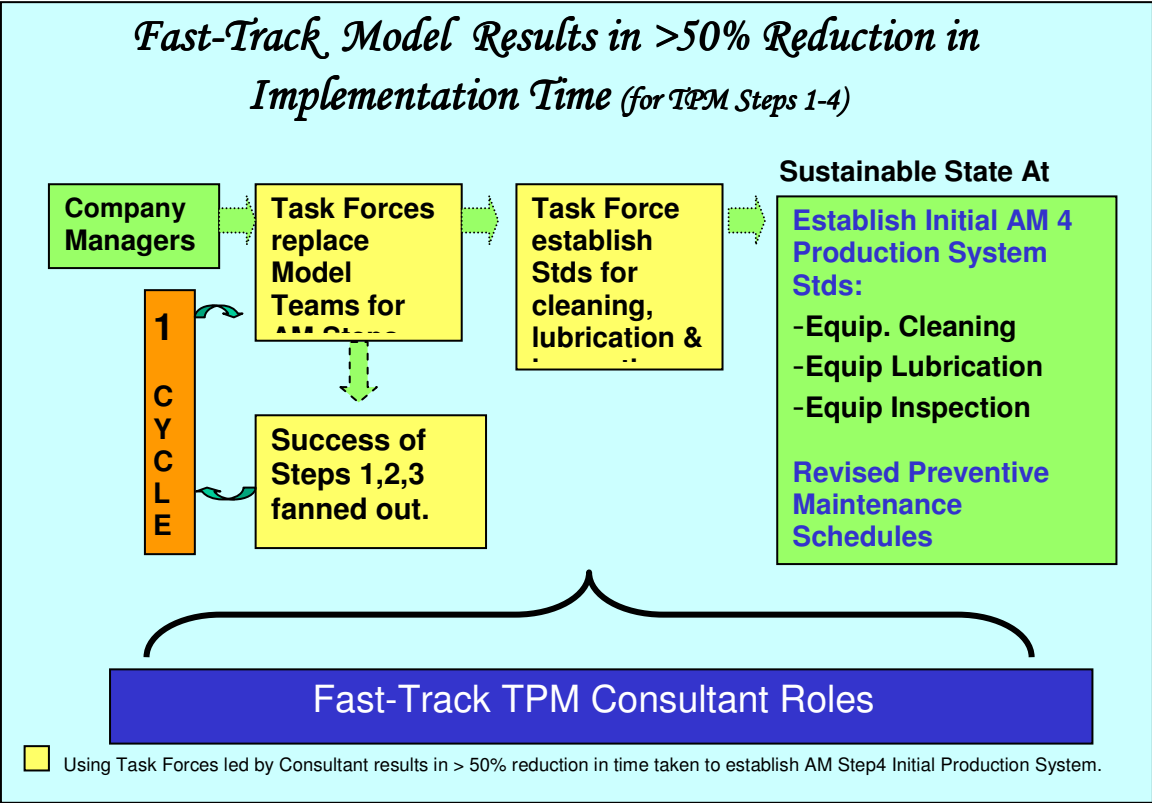 Fast-Track Model Results in >50% Reduction in
Implementation Time (for TPM Steps 1-4)
Company
Managers
Task Forces
replace
Model
Teams for
Task Force
establish
Stds for
cleaning,
lubrication &
Sustainable State At
Establish Initial AM 4
Production System
Stds:
-Equip. Cleaning
-Equip Lubrication
-Equip Inspection
Revised Preventive
Maintenance
Schedules
1
C
Y
C
L
E
Success of
Steps 1,2,3
fanned out.
Fast-Track TPM Consultant Roles
Using Task Forces led by Consultant results in > 50% reduction in time taken to establish AM Step4 Initial Production System.